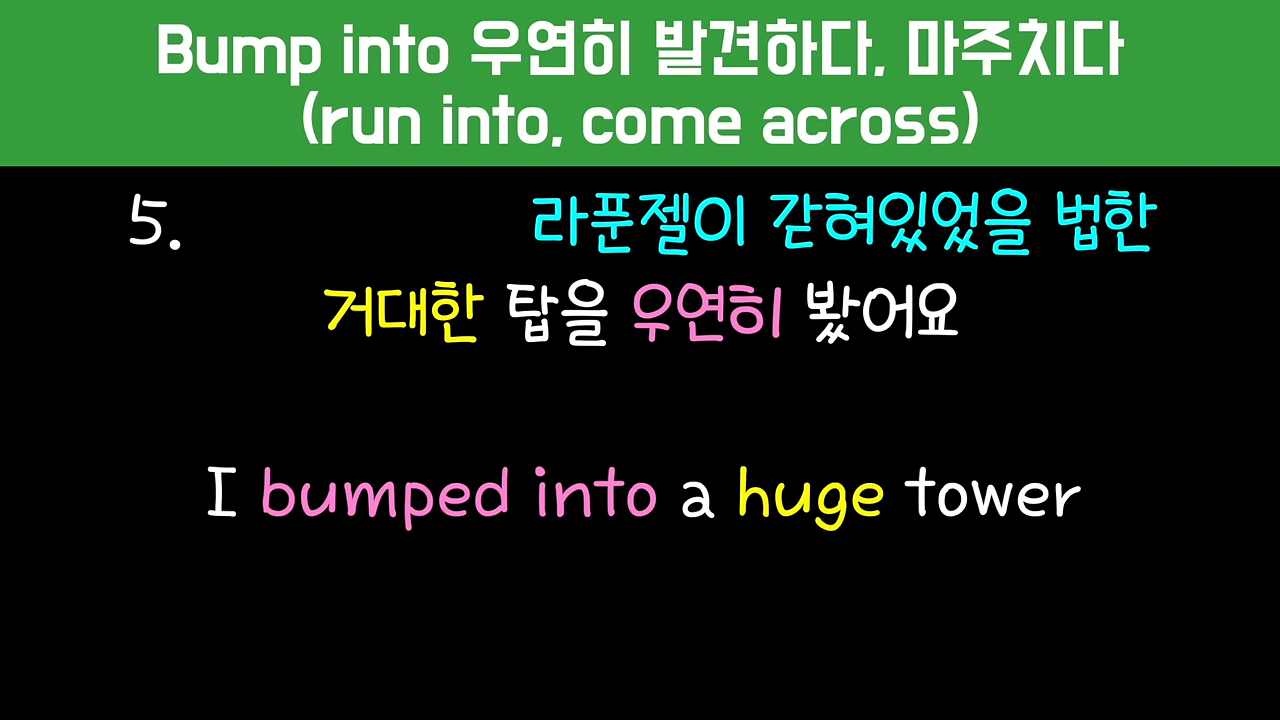 Bump into 우연히 발견하다, 마주치다
(run into, come across)
5. 라푼젤이 갇혀있었을 법한
거대한 탑을 우연히 봤어요
I bumped into a huge tower